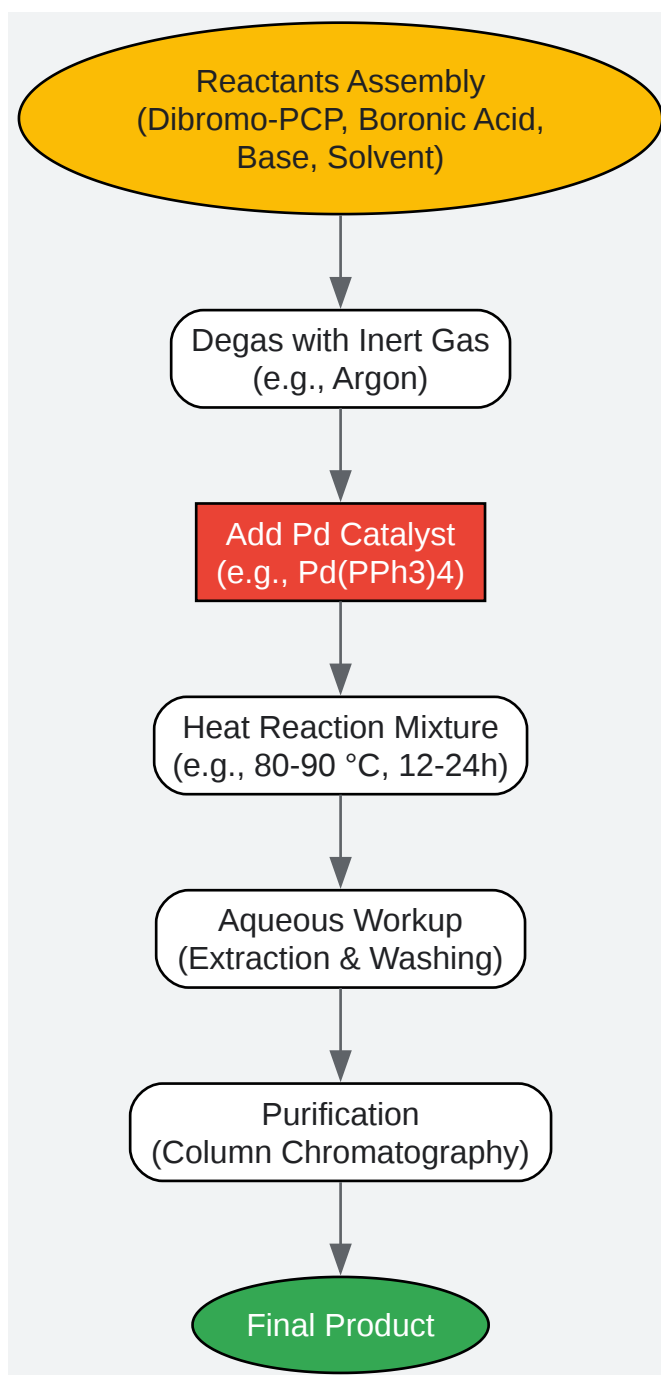 Reactants Assembly
(Dibromo-PCP, Boronic Acid,
Base, Solvent)
Degas with Inert Gas
(e.g., Argon)
Add Pd Catalyst
(e.g., Pd(PPh3)4)
Heat Reaction Mixture
(e.g., 80-90 °C, 12-24h)
Aqueous Workup
(Extraction & Washing)
Purification
(Column Chromatography)
Final Product